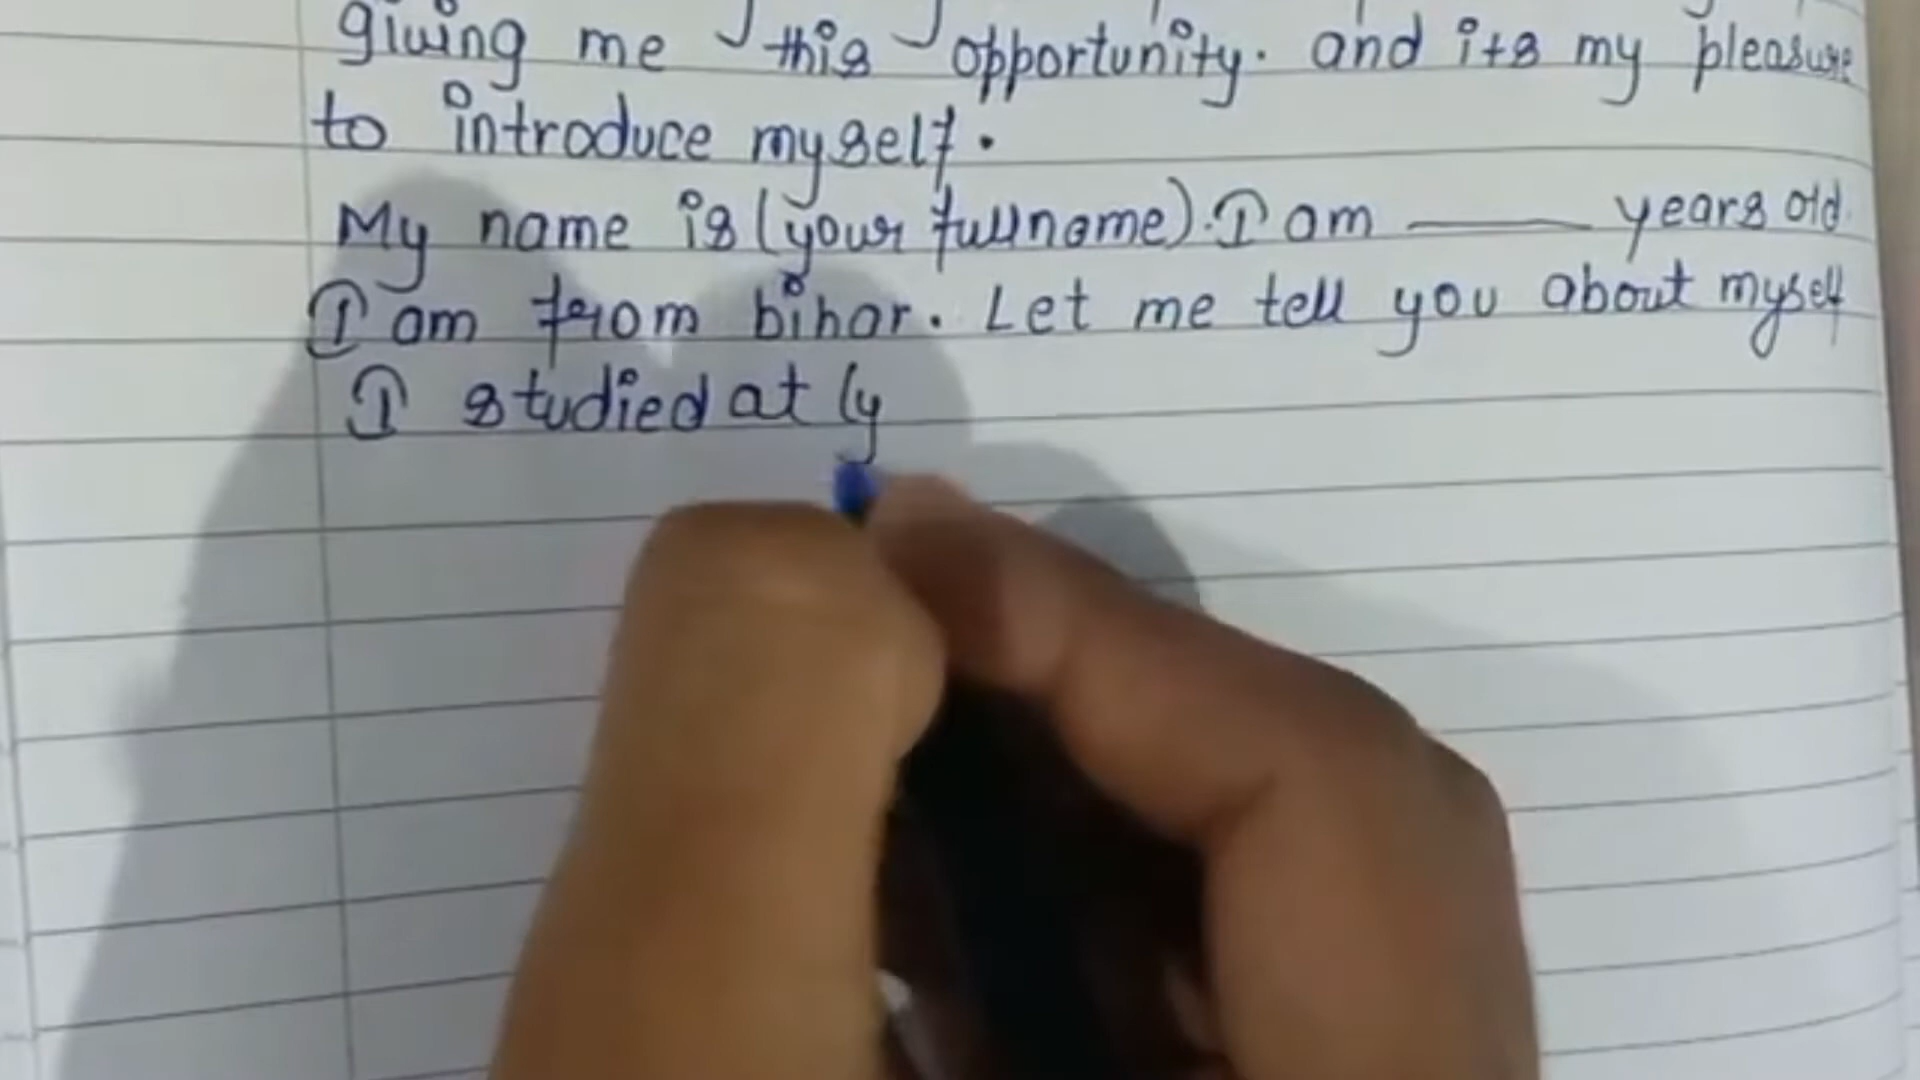 giving me this opportunity. and its my pleasure
to introduce myself.
My name is (your fullname). I am ——— years old.
I am from bihar. Let me tell you about myself
I studied at (y